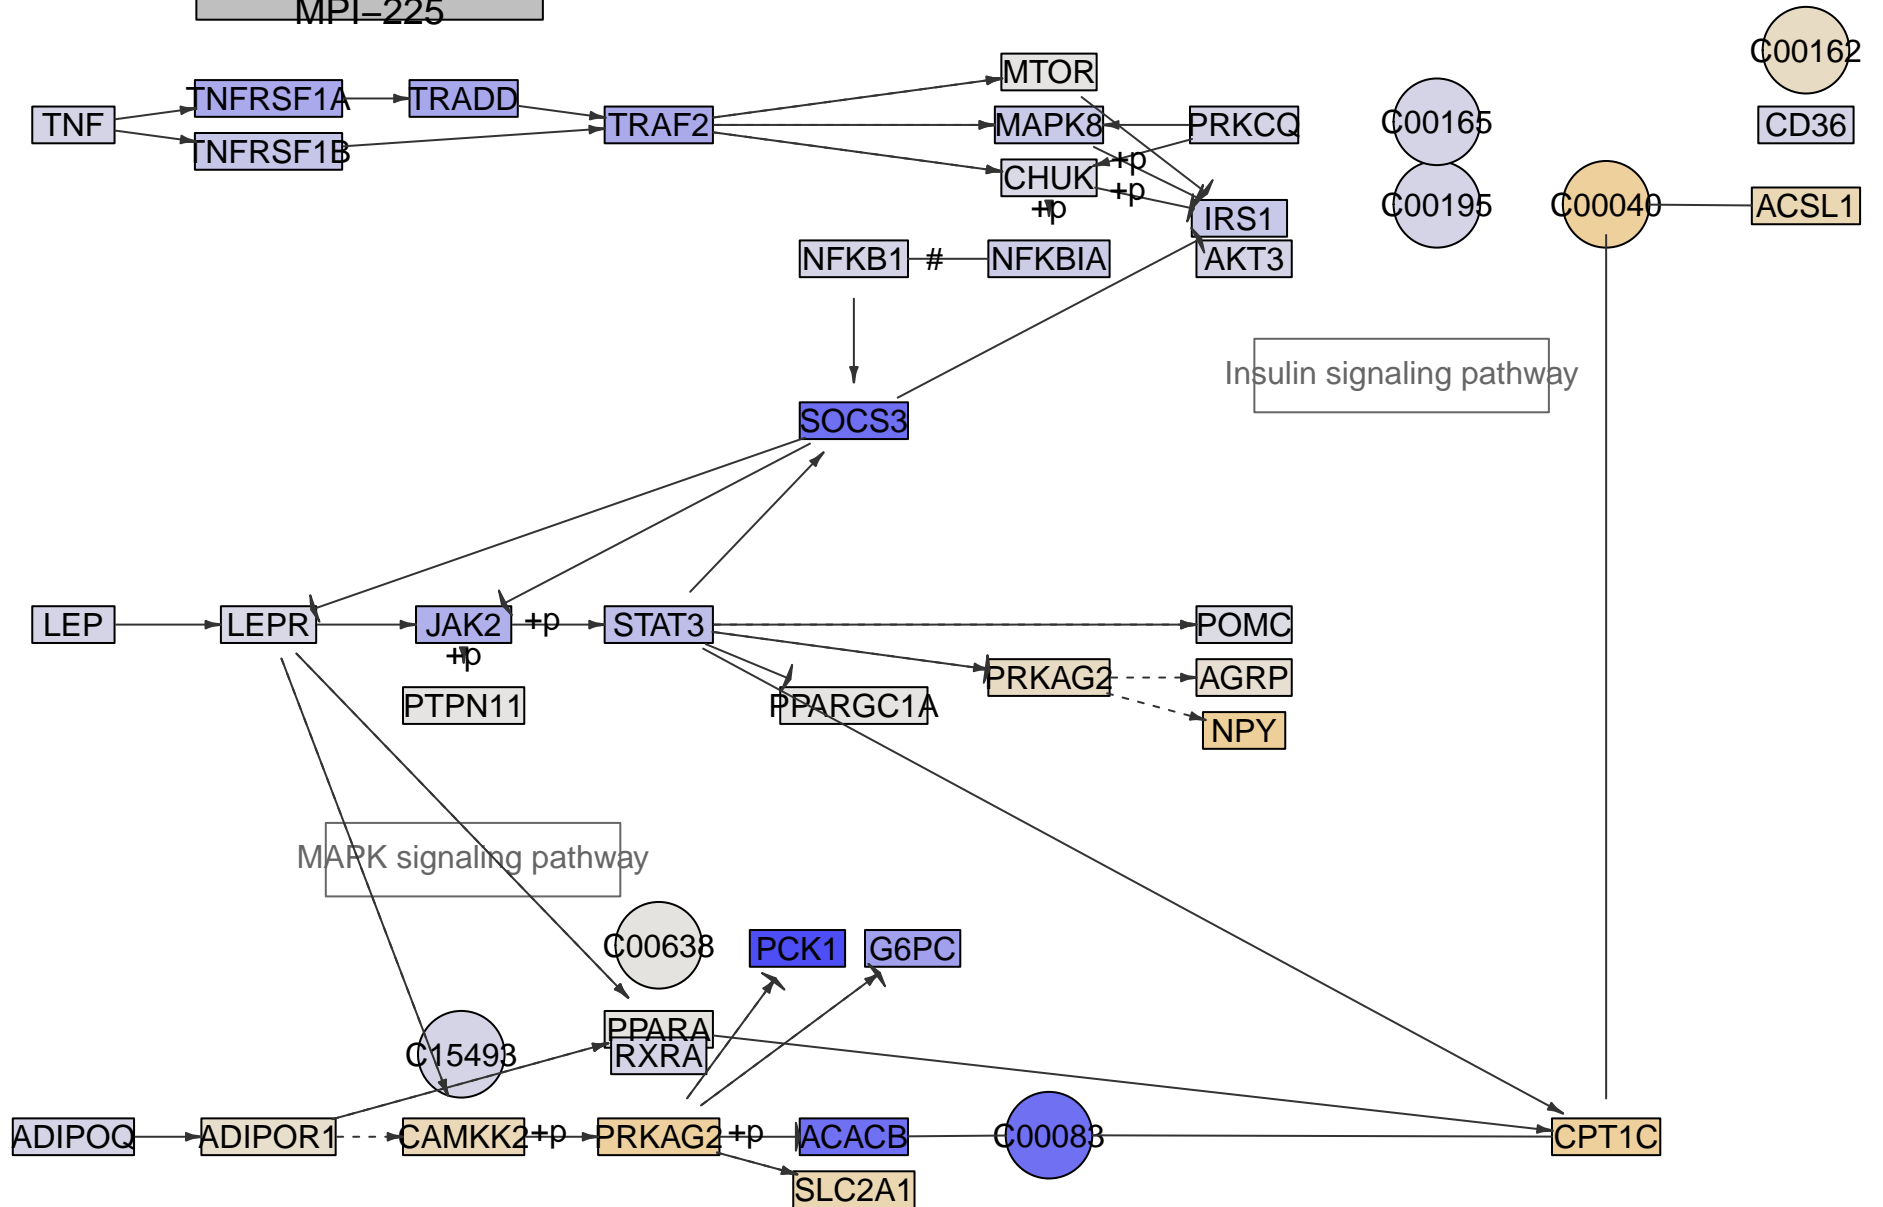 MPI–225
C00162
MTOR
TNFRSF1A
TRADD
TNF
TRAF2
MAPK8
PRKCQ
C00165
CD36
TNFRSF1B
+p
CHUK
+p
+p
IRS1
C00195
C00040
ACSL1
NFKB1
#
NFKBIA
AKT3
Insulin signaling pathway
SOCS3
LEP
LEPR
JAK2
+p
STAT3
POMC
+p
PRKAG2
AGRP
PTPN11
PPARGC1A
NPY
MAPK signaling pathway
C00638
PCK1
G6PC
PPARA
C15493
RXRA
ADIPOQ
ADIPOR1
CAMKK2
+p
PRKAG2
+p
ACACB
C00083
CPT1C
SLC2A1